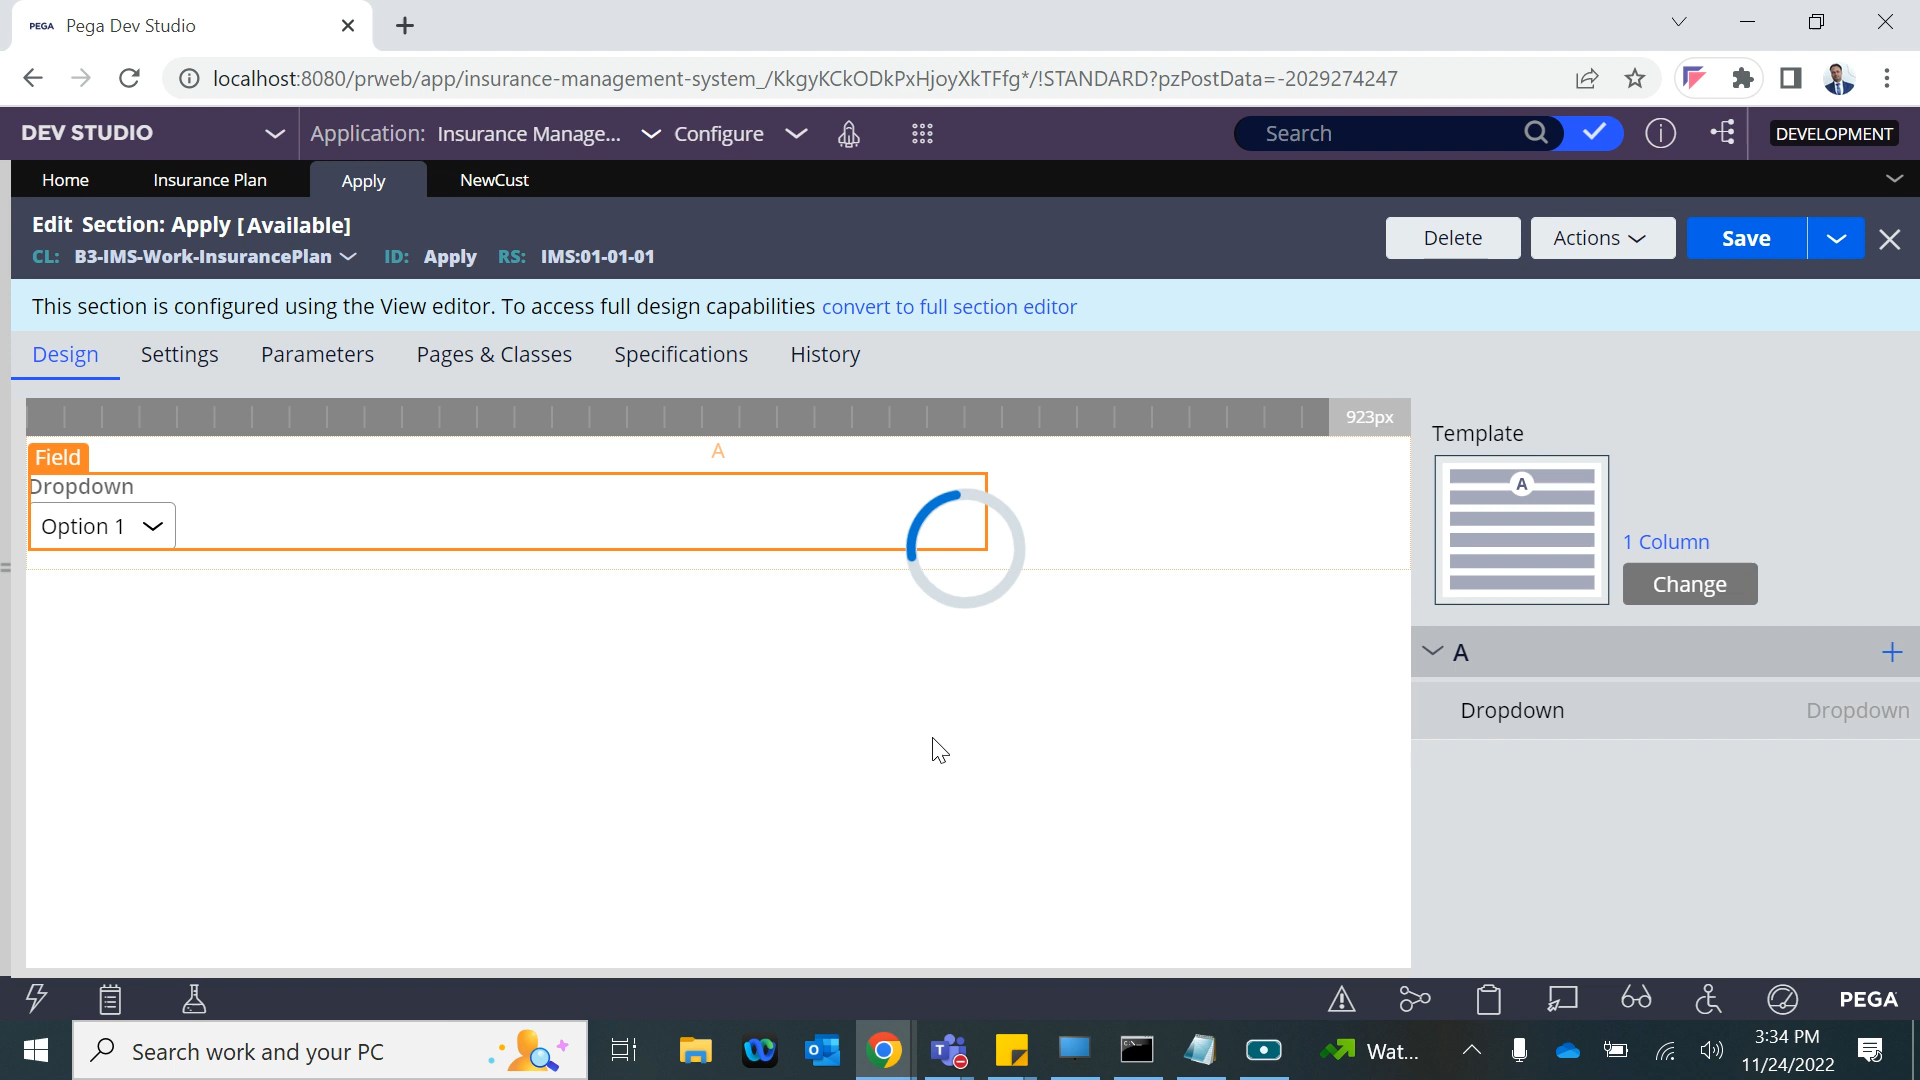 PEGA Pega Dev Studio
localhost:8080/prweb/app/insurance-management-system_/KkgyKCkODkPxHjoyXkTFfg*/!STANDARD?pzPostData=-2029274247
DEV STUDIO Application: Insurance Manage... Configure Search DEVELOPMENT
Home Insurance Plan Apply NewCust
Edit Section: Apply [Available]
CL: B3-IMS-Work-InsurancePlan ID: Apply RS: IMS:01-01-01
Delete Actions Save
This section is configured using the View editor. To access full design capabilities convert to full section editor
Design Settings Parameters Pages & Classes Specifications History
923px
Field A
Dropdown
Option 1
Template
A
1 Column
Change
A
Dropdown Dropdown
PEGA
Search work and your PC Wat... 3:34 PM
11/24/2022